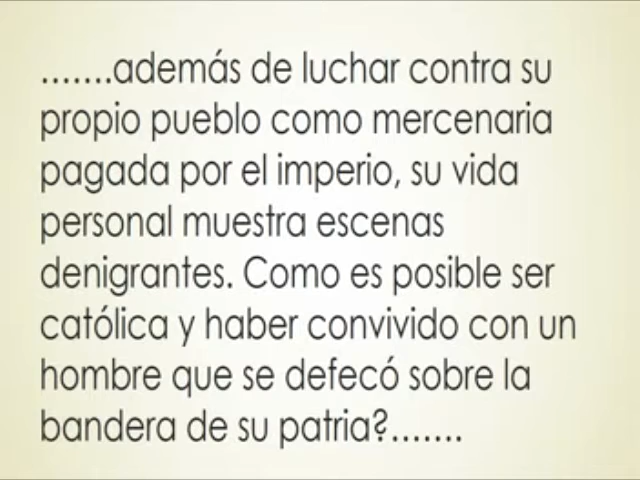 .......además de luchar contra su
propio pueblo como mercenaria
pagada por el imperio, su vida
personal muestra escenas
denigrantes. Como es posible ser
católica y haber convivido con un
hombre que se defecó sobre la
bandera de su patria?.......